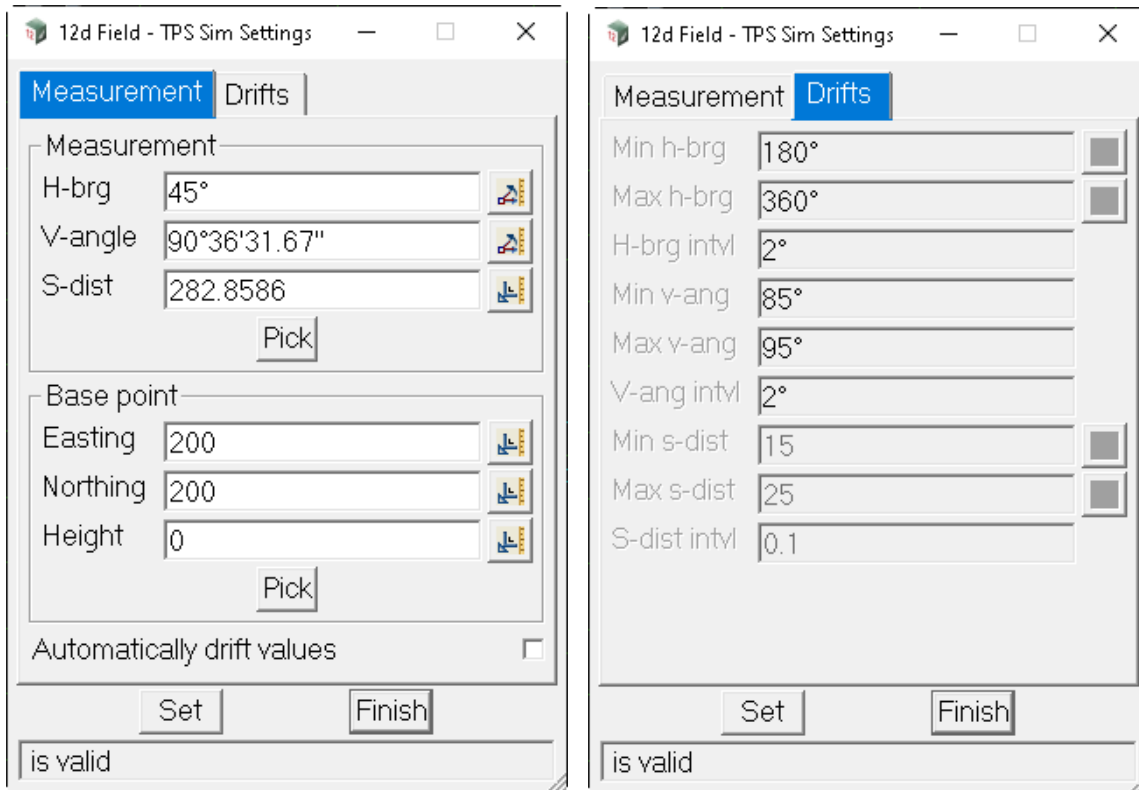 12d Field - TPS Sim Settings
Measurement Drifts
Measurement
H-brg 45°
V-angle 90°36'31.67"
S-dist 282.8586
Pick
Base point
Easting 200
Northing 200
Height 0
Pick
Automatically drift values
Set Finish
is valid
12d Field - TPS Sim Settings
Measurement Drifts
Min h-brg 180°
Max h-brg 360°
H-brg intvl 2°
Min v-ang 85°
Max v-ang 95°
V-ang intvl 2°
Min s-dist 15
Max s-dist 25
S-dist intvl 0.1
Set Finish
is valid